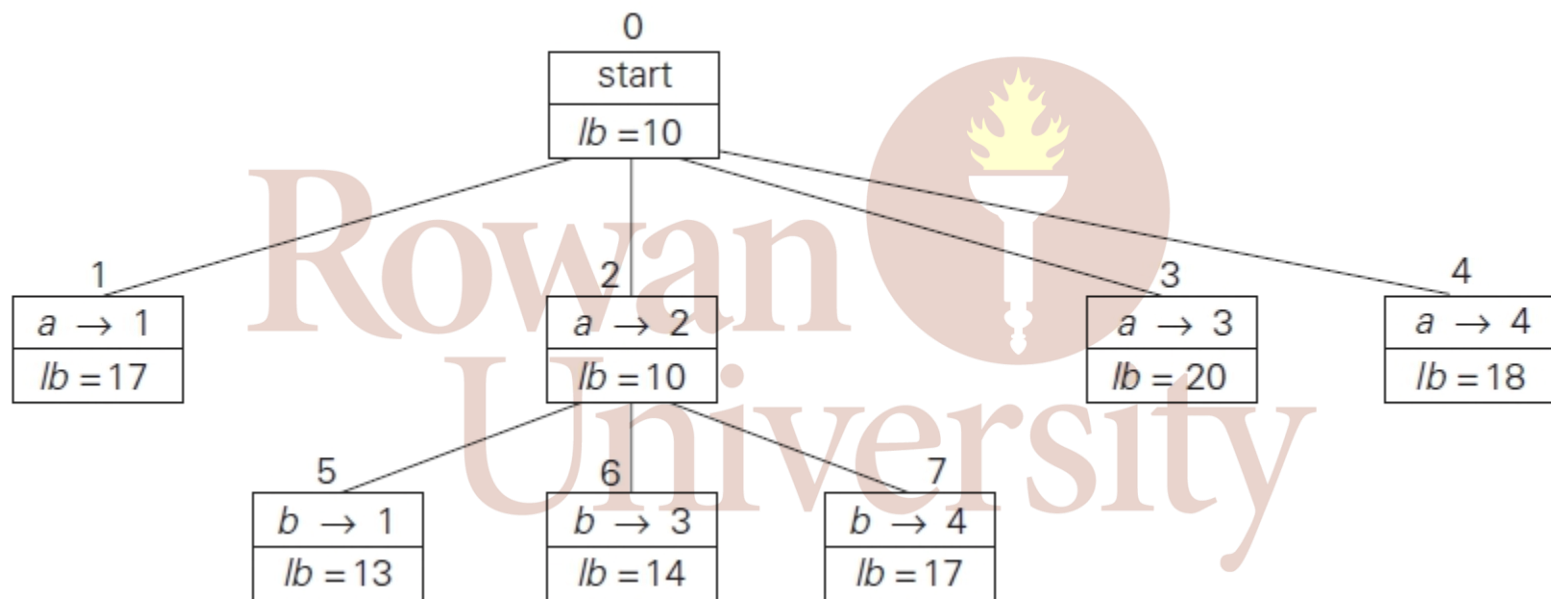 0
start
lb = 10
1
2
3
4
a → 1
a → 2
a → 3
a → 4
lb = 17
lb = 10
lb = 20
lb = 18
5
6
7
b → 1
b → 3
b → 4
lb = 13
lb = 14
lb = 17
Rowan
University